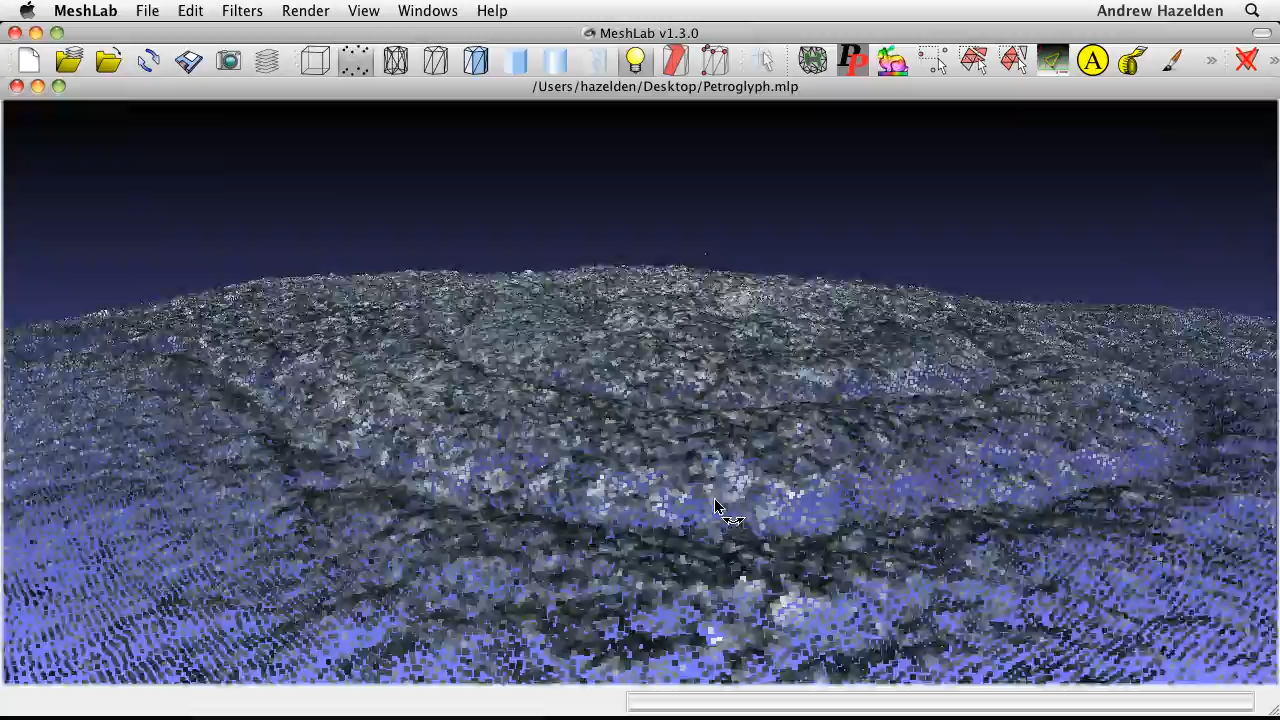 MeshLab File Edit Filters Render View Windows Help Andrew Hazelden
MeshLab v1.3.0
PP A » »
/Users/hazelden/Desktop/Petroglyph.mlp